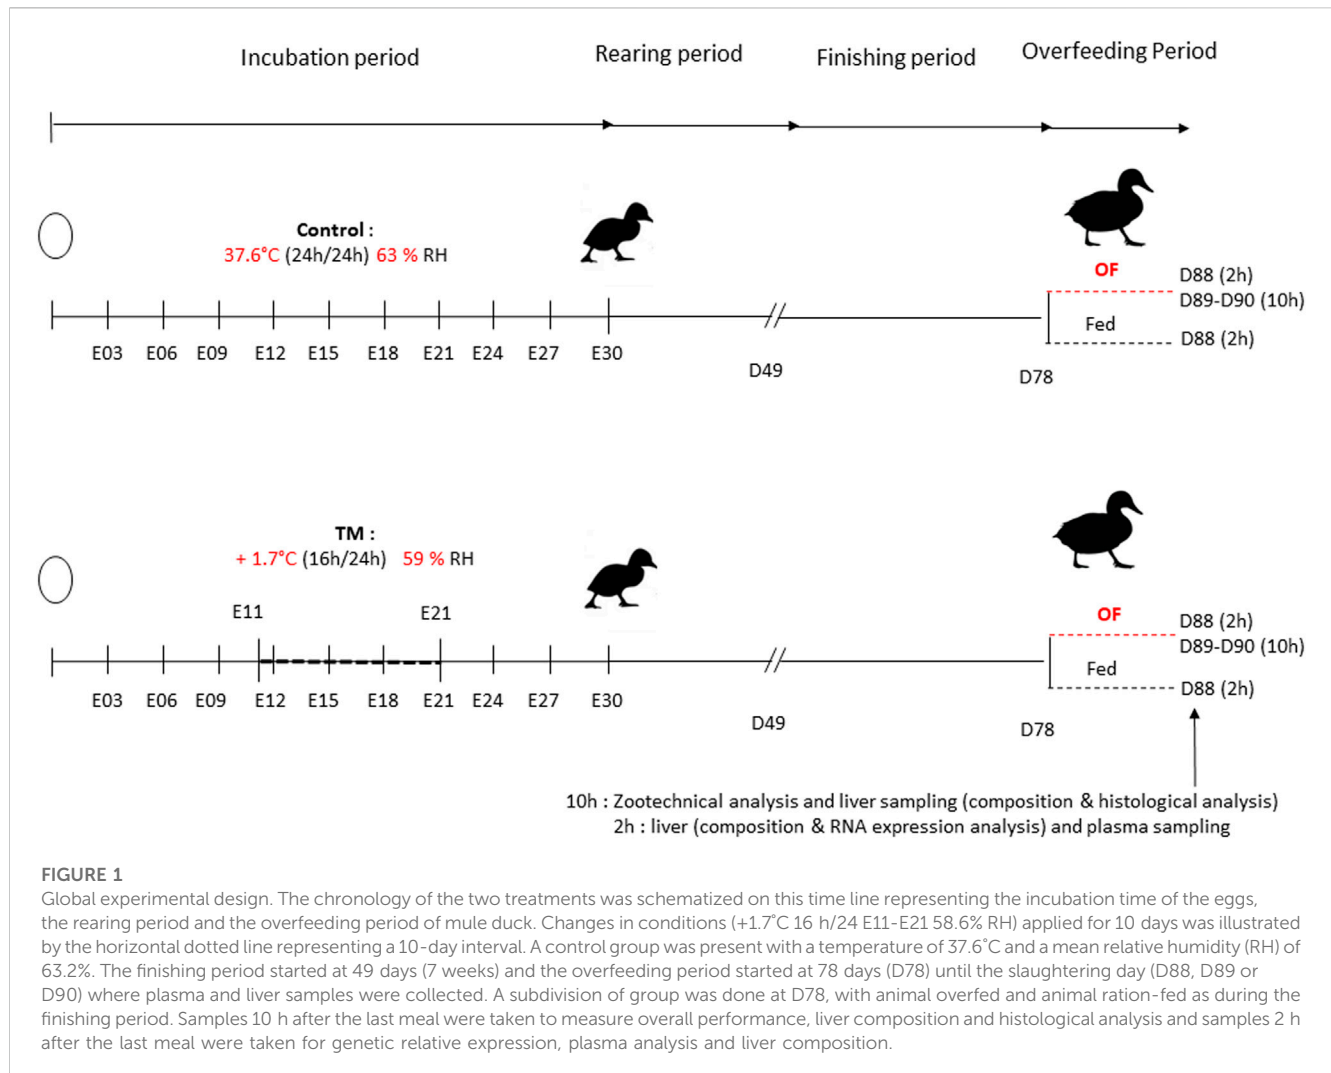 Incubation period
Rearing period
Finishing period
Overfeeding Period
Control :
37.6°C (24h/24h) 63 % RH
OF
D88 (2h)
D89-D90 (10h)
Fed
D88 (2h)
E03 E06 E09 E12 E15 E18 E21 E24 E27 E30
D49
D78
TM :
+ 1.7°C (16h/24h) 59 % RH
E11
E21
OF
D88 (2h)
D89-D90 (10h)
Fed
D88 (2h)
E03 E06 E09 E12 E15 E18 E21 E24 E27 E30
D49
D78
10h : Zootechnical analysis and liver sampling (composition & histological analysis)
2h : liver (composition & RNA expression analysis) and plasma sampling
FIGURE 1
Global experimental design. The chronology of the two treatments was schematized on this time line representing the incubation time of the eggs,
the rearing period and the overfeeding period of mule duck. Changes in conditions (+1.7°C 16 h/24 E11-E21 58.6% RH) applied for 10 days was illustrated
by the horizontal dotted line representing a 10-day interval. A control group was present with a temperature of 37.6°C and a mean relative humidity (RH) of
63.2%. The finishing period started at 49 days (7 weeks) and the overfeeding period started at 78 days (D78) until the slaughtering day (D88, D89 or
D90) where plasma and liver samples were collected. A subdivision of group was done at D78, with animal overfed and animal ration-fed as during the
finishing period. Samples 10 h after the last meal were taken to measure overall performance, liver composition and histological analysis and samples 2 h
after the last meal were taken for genetic relative expression, plasma analysis and liver composition.